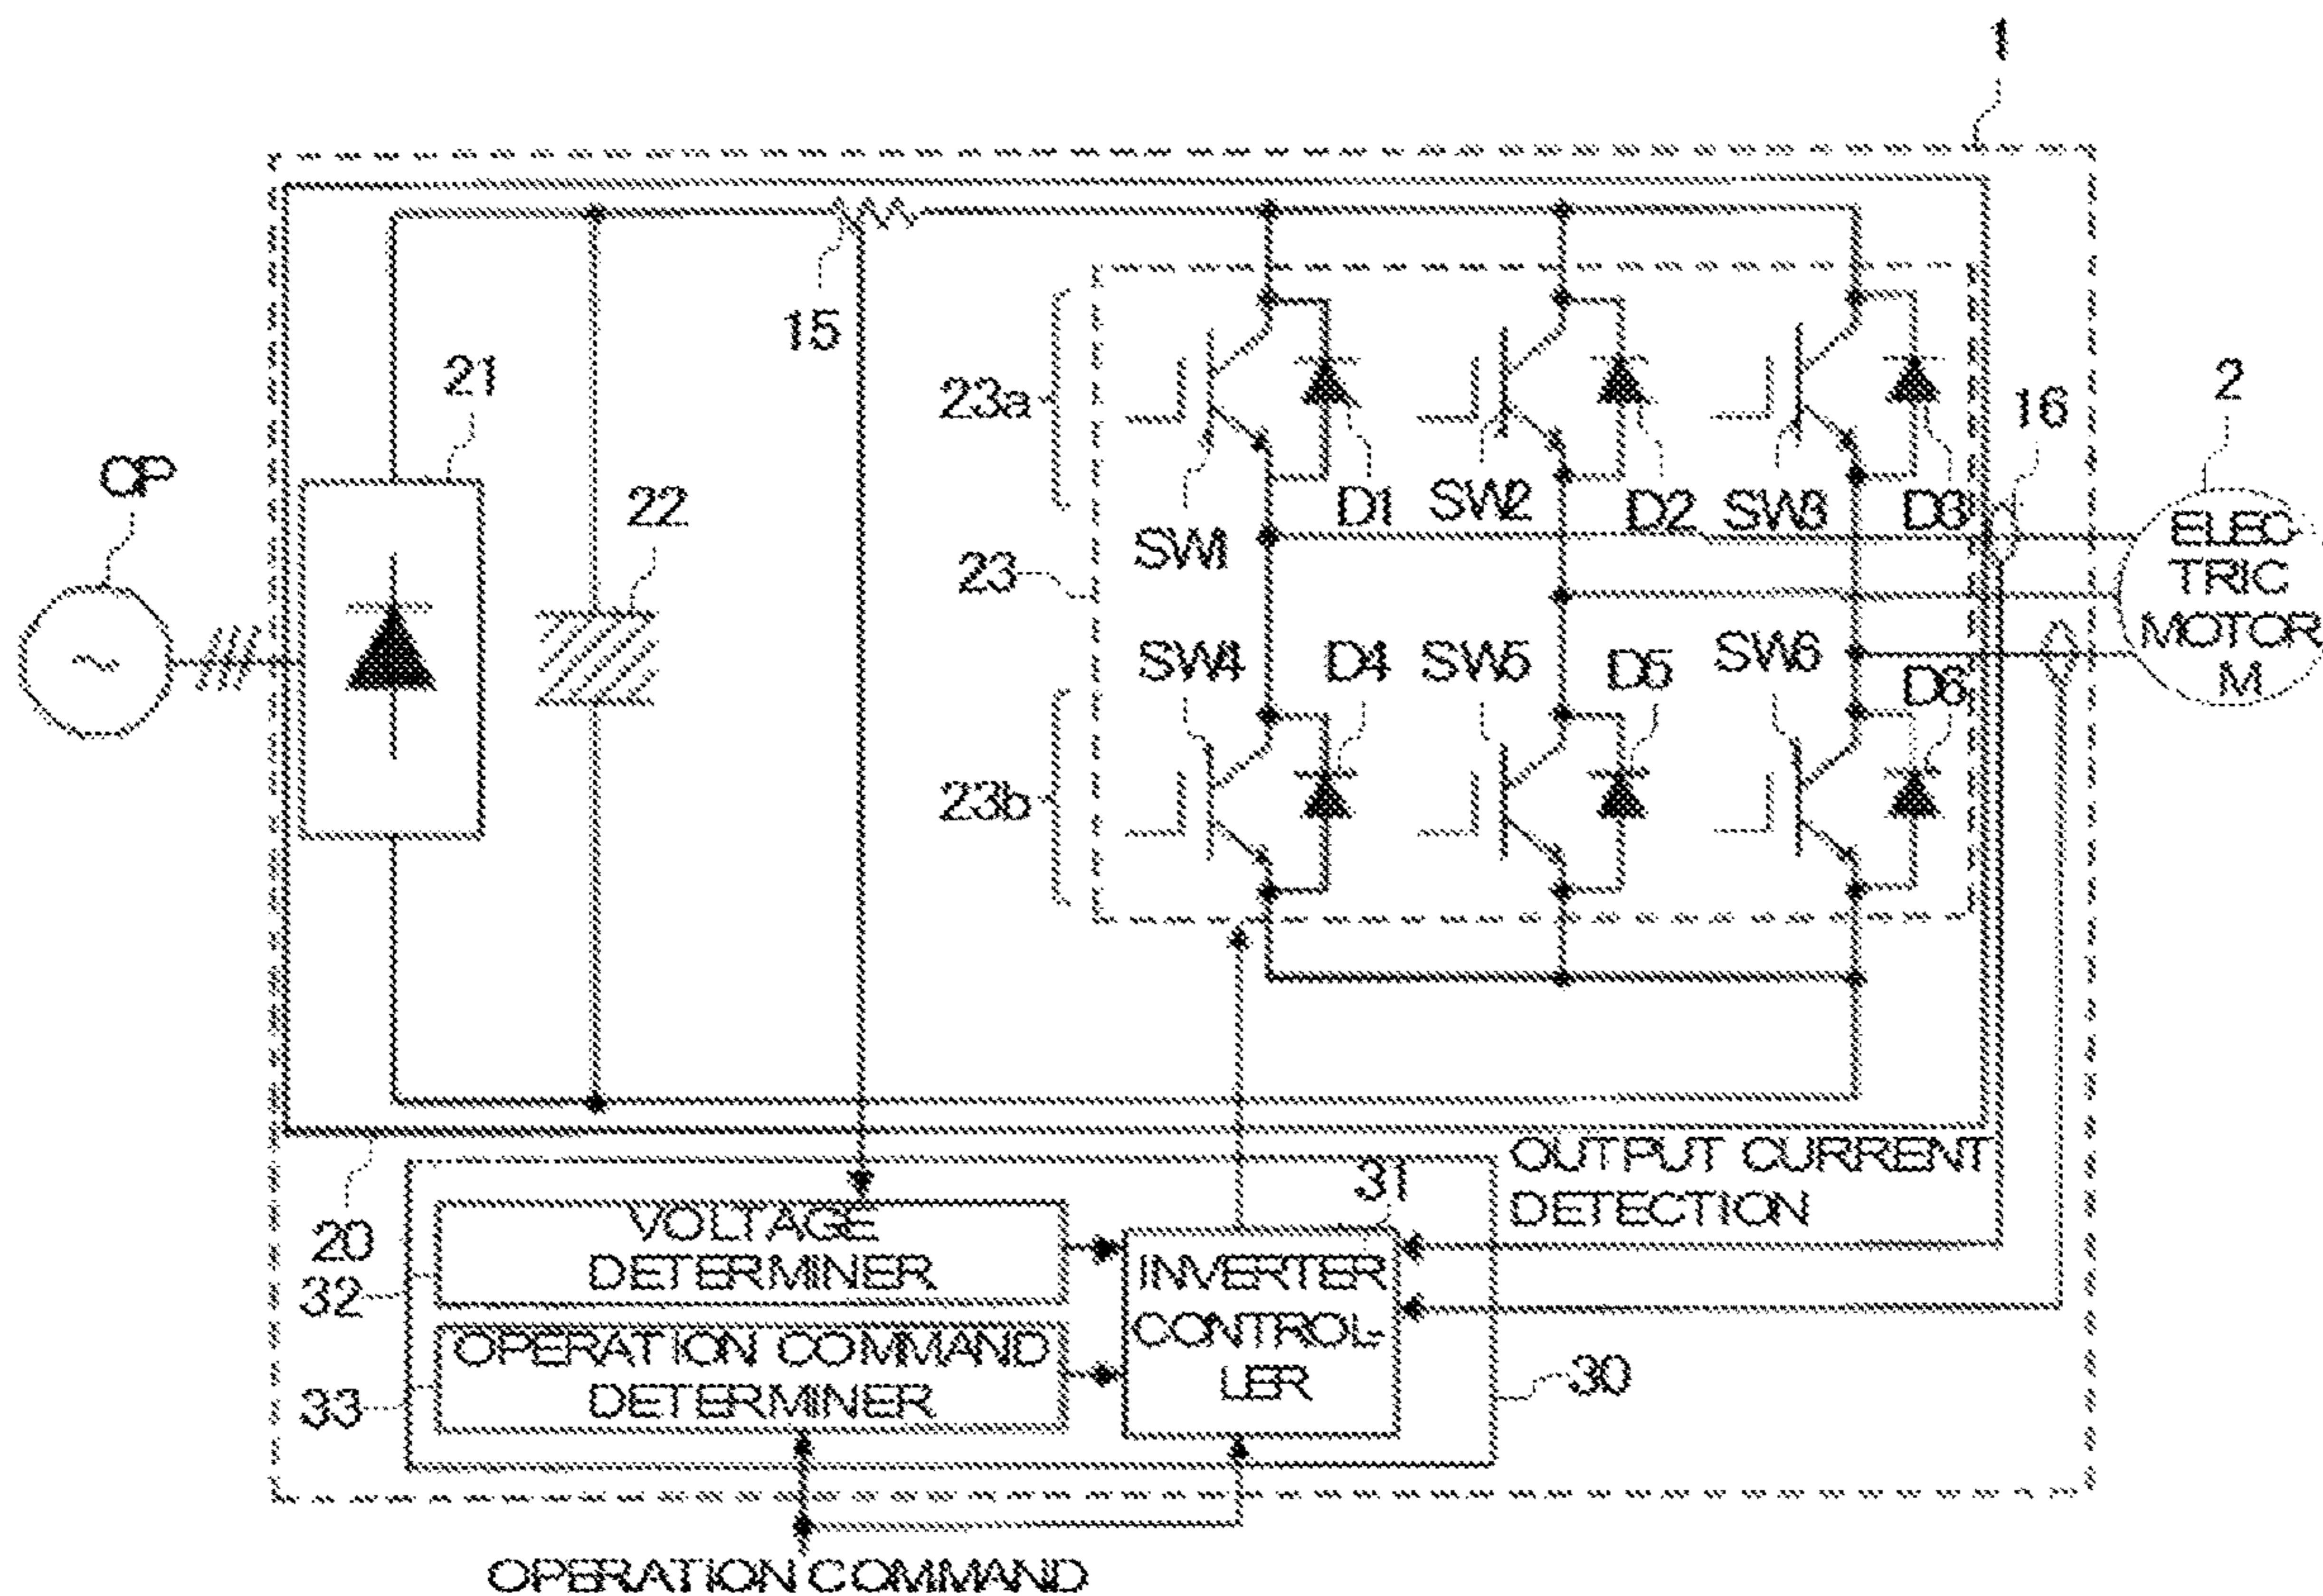 1
15
21
23a
2
16
CP
22
D1
SW2
D2
SW3
D3
SW1
23
ELEC
TRIC
MOTOR
M
SW4
D4
SW5
D5
SW6
D6
23b
OUTPUT CURRENT
DETECTION
31
20
VOLTAGE
DETERMINER
32
INVERTER
CONTROL-
LER
OPERATION COMMAND
DETERMINER
33
30
OPERATION COMMAND